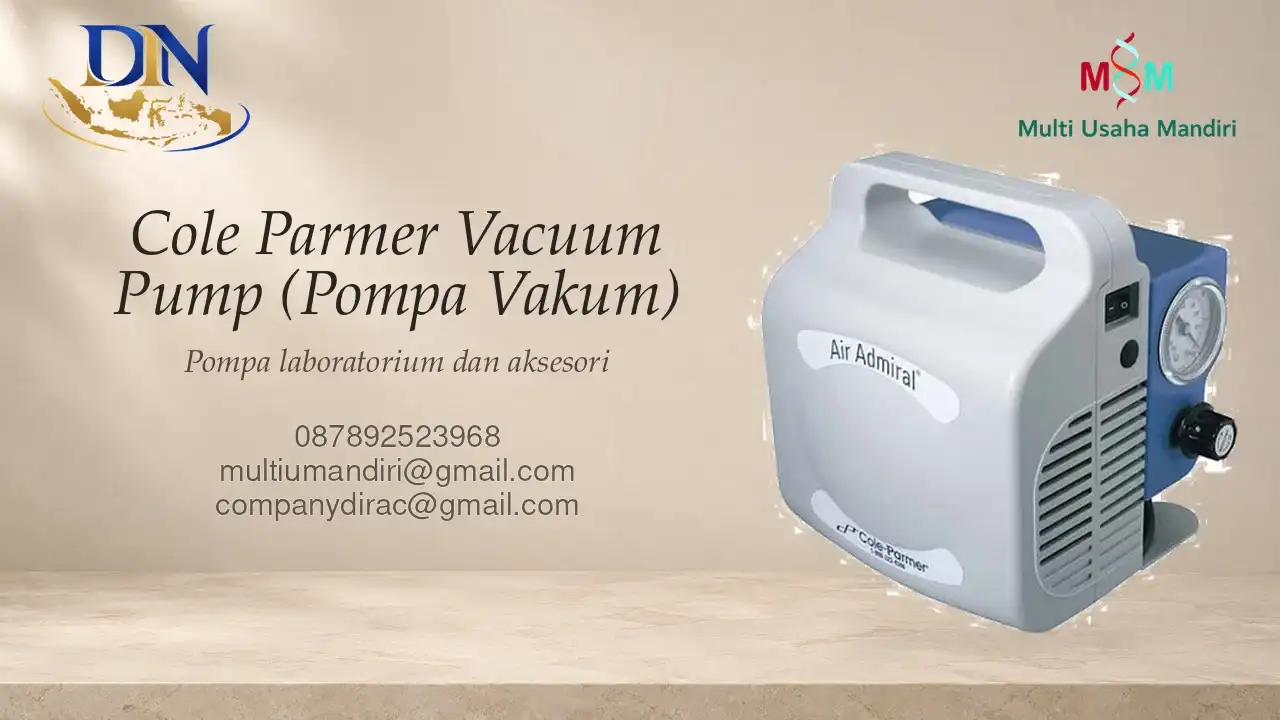 DN
M M
Multi Usaha Mandiri
Cole Parmer Vacuum
Pump (Pompa Vakum)
Pompa laboratorium dan aksesori
087892523968
multiumandiri@gmail.com
companydirac@gmail.com
Air Admiral®
Cole-Parmer®